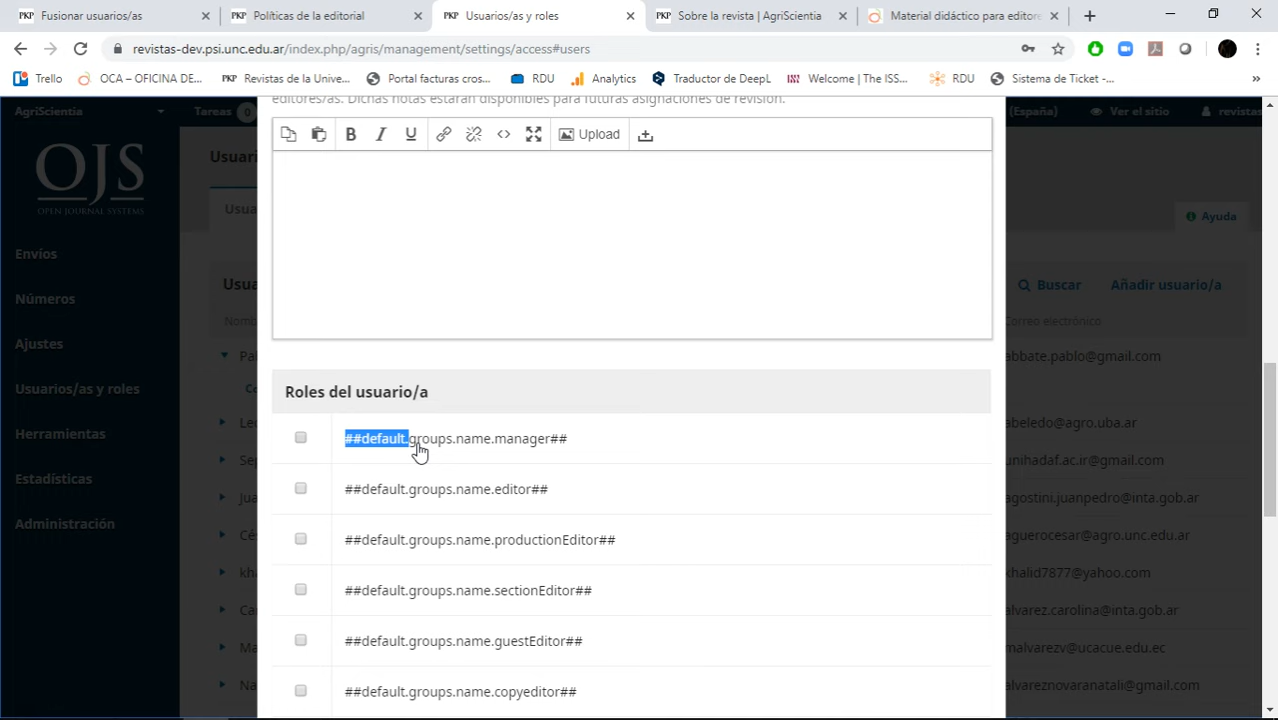 Fusionar usuarios/as
Políticas de la editorial
Usuarios/as y roles
Sobre la revista | AgriScientia
Material didáctico para editore
revistas-dev.psi.unc.edu.ar/index.php/agris/management/settings/access#users
Trello
OCA – OFICINA DE...
Revistas de la Unive...
Portal facturas cros...
RDU
Analytics
Traductor de DeepL
Welcome | The ISS...
RDU
Sistema de Ticket -...
editores/as. Dichas notas estarán disponibles para futuras asignaciones de revisión.
AgriScientia
Tareas 0
(España)
Ver el sitio
revistas
OJS
OPEN JOURNAL SYSTEMS
Envíos
Números
Ajustes
Usuarios/as y roles
Herramientas
Estadísticas
Administración
Usuari
Usua
Ayuda
Usua
Buscar
Añadir usuario/a
Nomb
Correo electrónico
B I U
Upload
Roles del usuario/a
##default.groups.name.manager##
##default.groups.name.editor##
##default.groups.name.productionEditor##
##default.groups.name.sectionEditor##
##default.groups.name.guestEditor##
##default.groups.name.copyeditor##
abbate.pablo@gmail.com
abeledo@uba.ar
unihadaf.ac.ir@gmail.com
agostini.juanpedro@inta.gob.ar
aguerocesar@agro.unc.edu.ar
khalid7877@yahoo.com
alvarez.carolina@inta.gob.ar
malvarezv@ucacue.edu.ec
alvareznovaranatali@gmail.com